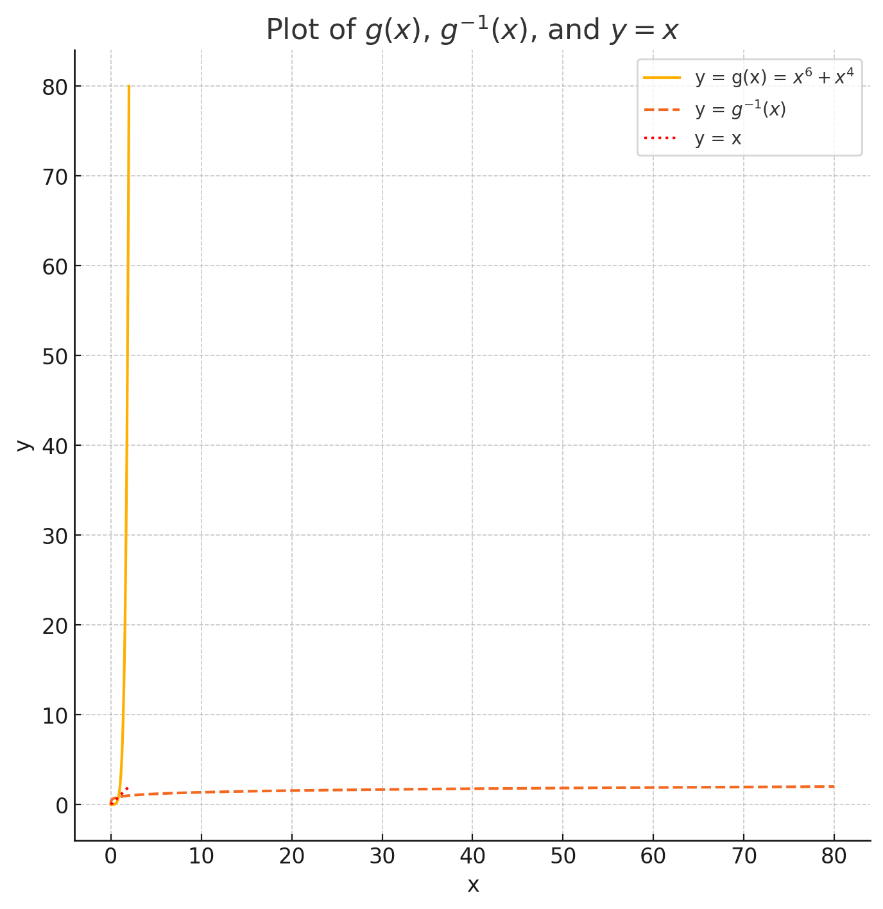 Plot of g(x), g⁻¹(x), and y = x
y = g(x) = x⁶ + x⁴
y = g⁻¹(x)
y = x
80
70
60
50
40
30
20
10
0
y
0 10 20 30 40 50 60 70 80
x